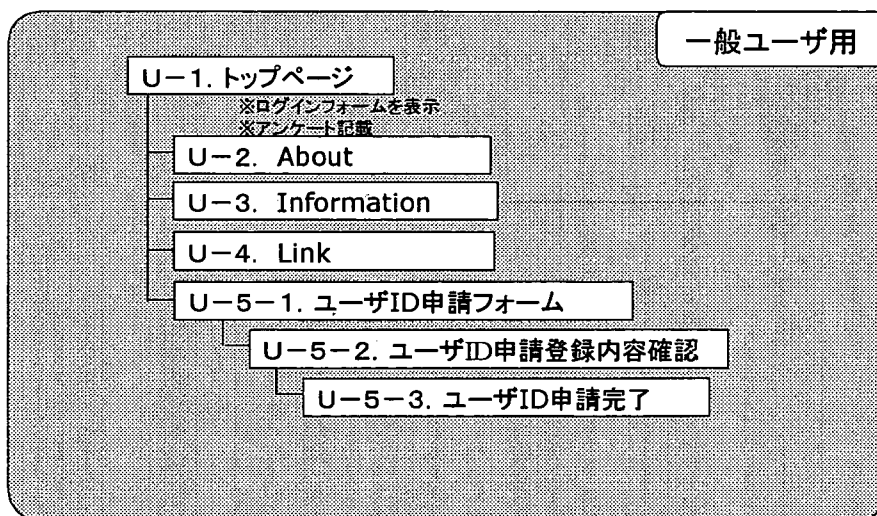 一般ユーザ用
U-1. トップページ
※ログインフォームを表示
※アンケート記載
U-2. About
U-3. Information
U-4. Link
U-5-1. ユーザID申請フォーム
U-5-2. ユーザID申請登録内容確認
U-5-3. ユーザID申請完了